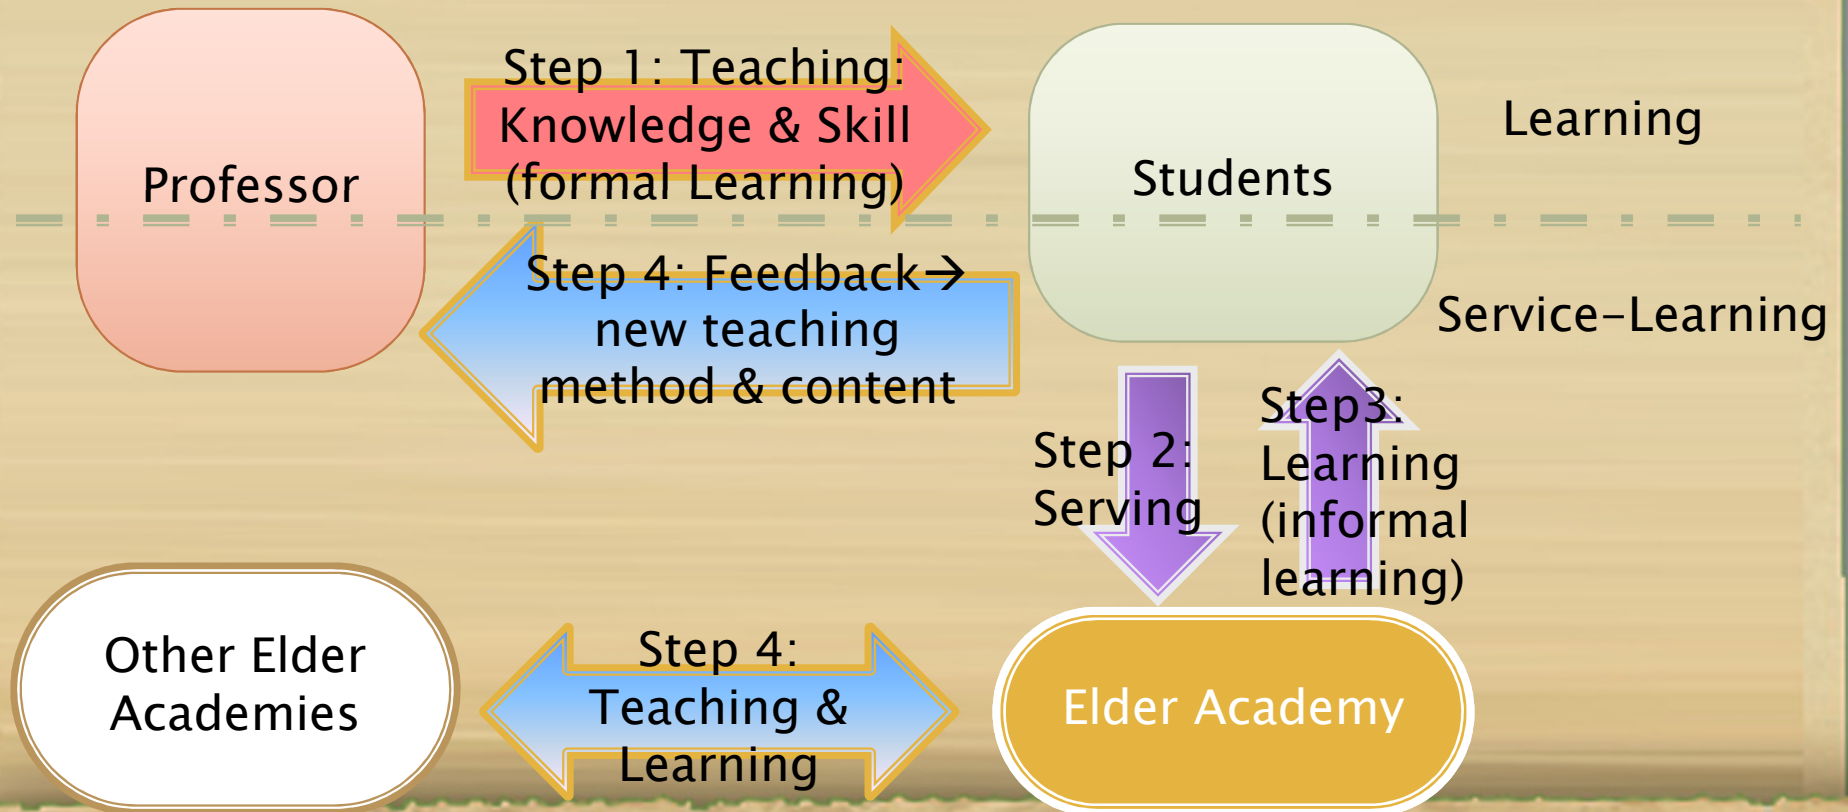 Professor
Step 1: Teaching:
Knowledge & Skill
(formal Learning)
Students
Learning
Step 4: Feedback→
new teaching
method & content
Service-Learning
Step 2:
Serving
Step3:
Learning
(informal
learning)
Other Elder
Academies
Step 4:
Teaching &
Learning
Elder Academy